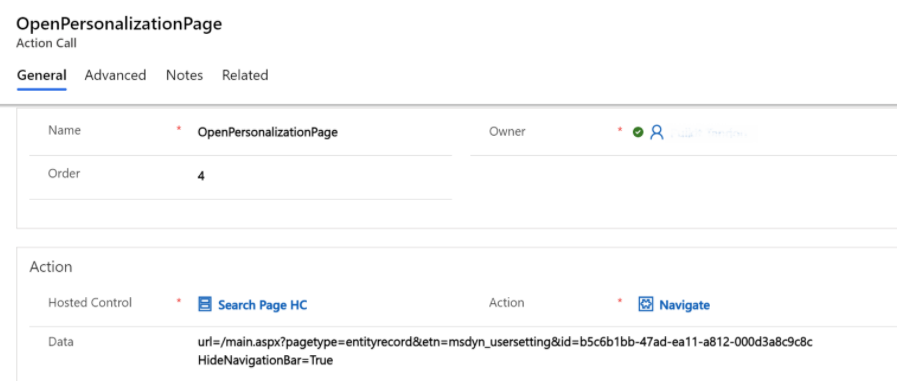 OpenPersonalizationPage
Action Call
General Advanced Notes Related
Name * OpenPersonalizationPage Owner *
Order 4
Action
Hosted Control * Search Page HC Action * Navigate
Data url=/main.aspx?pagetype=entityrecord&etn=msdyn_usersetting&id=b5c6b1bb-47ad-ea11-a812-000d3a8c9c8c
HideNavigationBar=True